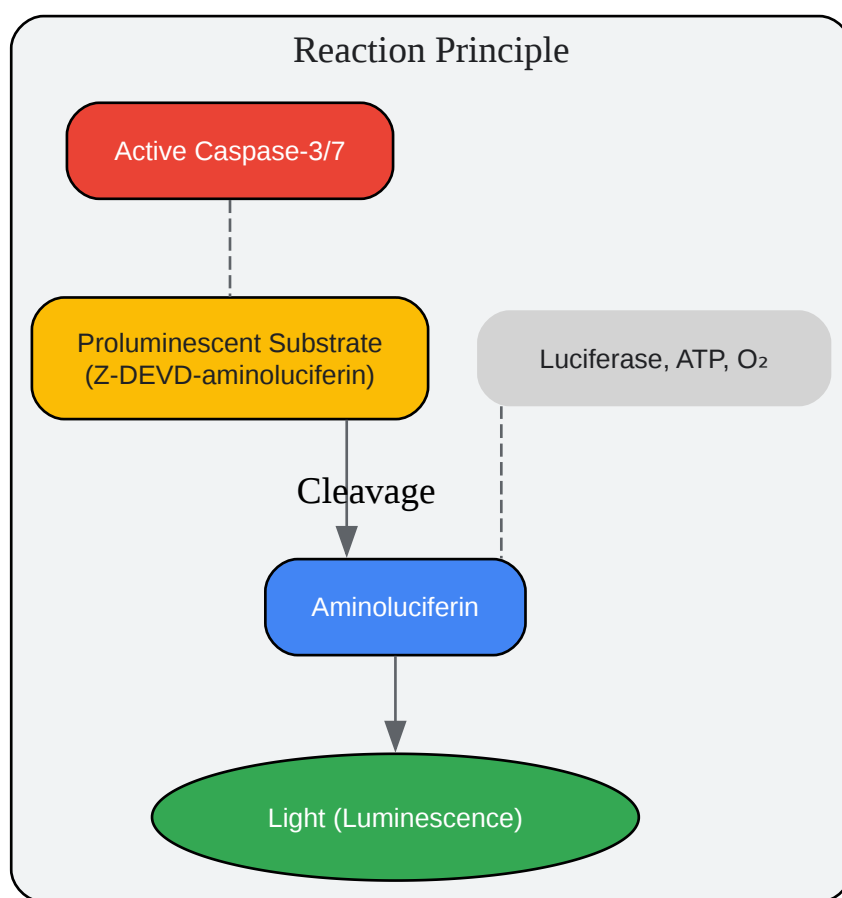 Reaction Principle
Active Caspase-3/7
Proluminescent Substrate
(Z-DEVD-aminoluciferin)
Luciferase, ATP, O₂
Cleavage
Aminoluciferin
Light (Luminescence)